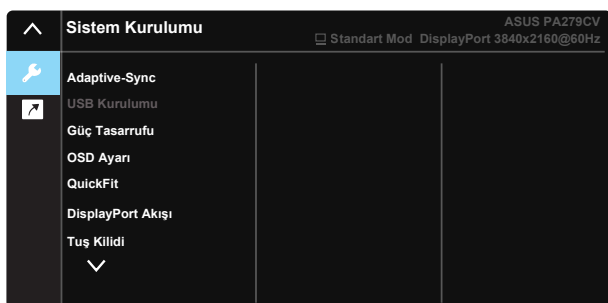 Sistem Kurulumu
ASUS PA279CV
Standart Mod DisplayPort 3840x2160@60Hz
Adaptive-Sync
USB Kurulumu
Güç Tasarrufu
OSD Ayarı
QuickFit
DisplayPort Akışı
Tuş Kilidi